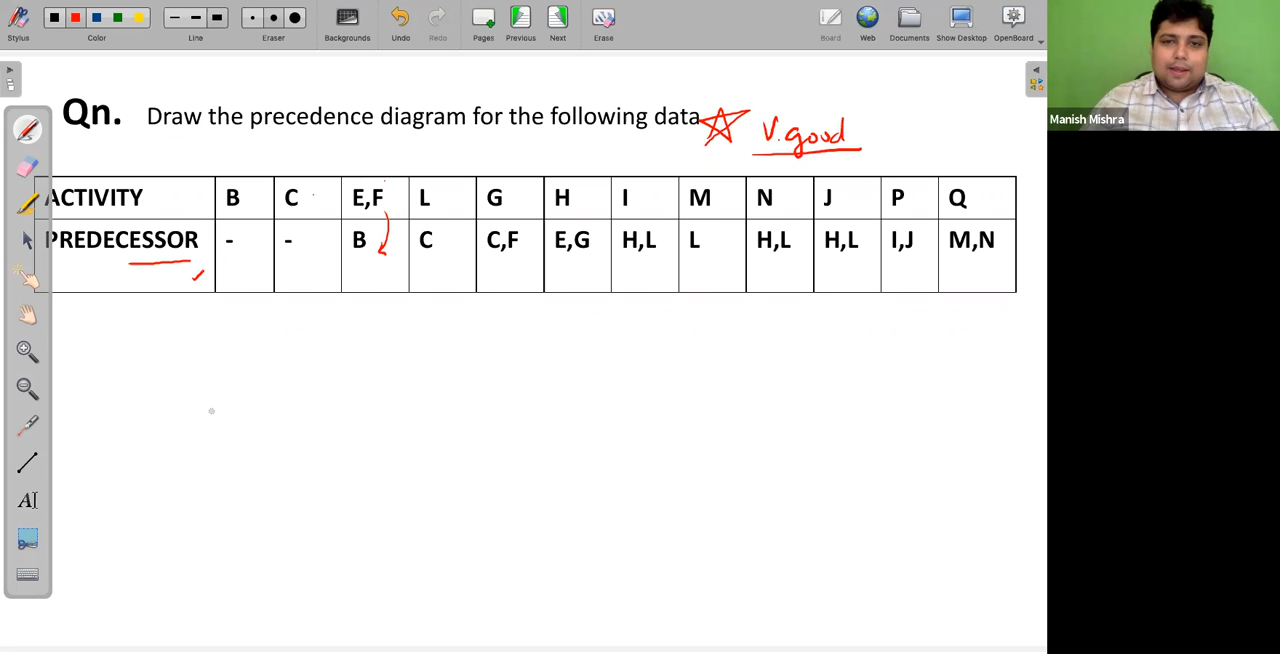 Stylus Color Line Eraser Backgrounds Undo Redo Pages Previous Next Erase Board Web Documents Show Desktop OpenBoard
Manish Mishra
Qn. Draw the precedence diagram for the following data
V.good
ACTIVITY B C E,F L G H I M N J P Q
PREDECESSOR - - B C C,F E,G H,L L H,L H,L I,J M,N
AI